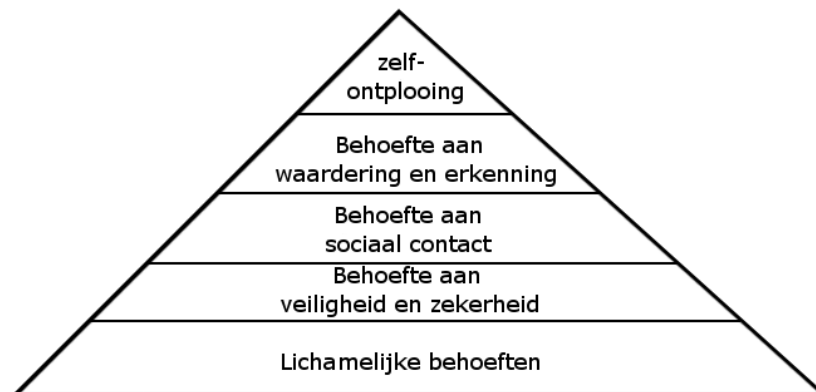 zelf-
ontplooing
Behoefte aan
waardering en erkenning
Behoefte aan
sociaal contact
Behoefte aan
veiligheid en zekerheid
Lichamelijke behoeften